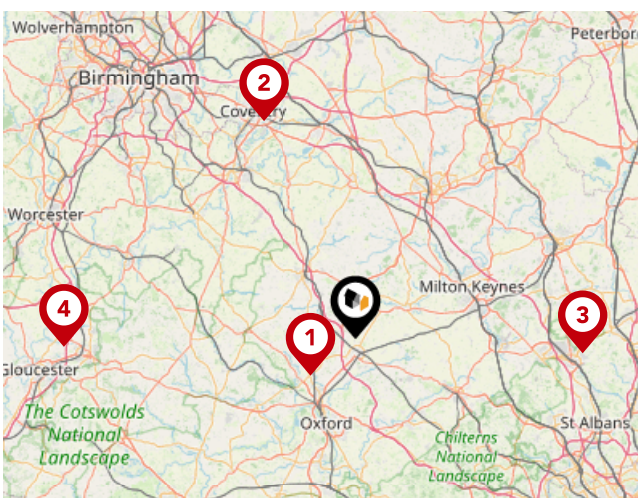 Wolverhampton
Peterbor
Birmingham
2
Coventry
Worcester
Milton Keynes
4
1
3
Gloucester
The Cotswolds
National
Landscape
Oxford
St Albans
Chilterns
National
Landscape